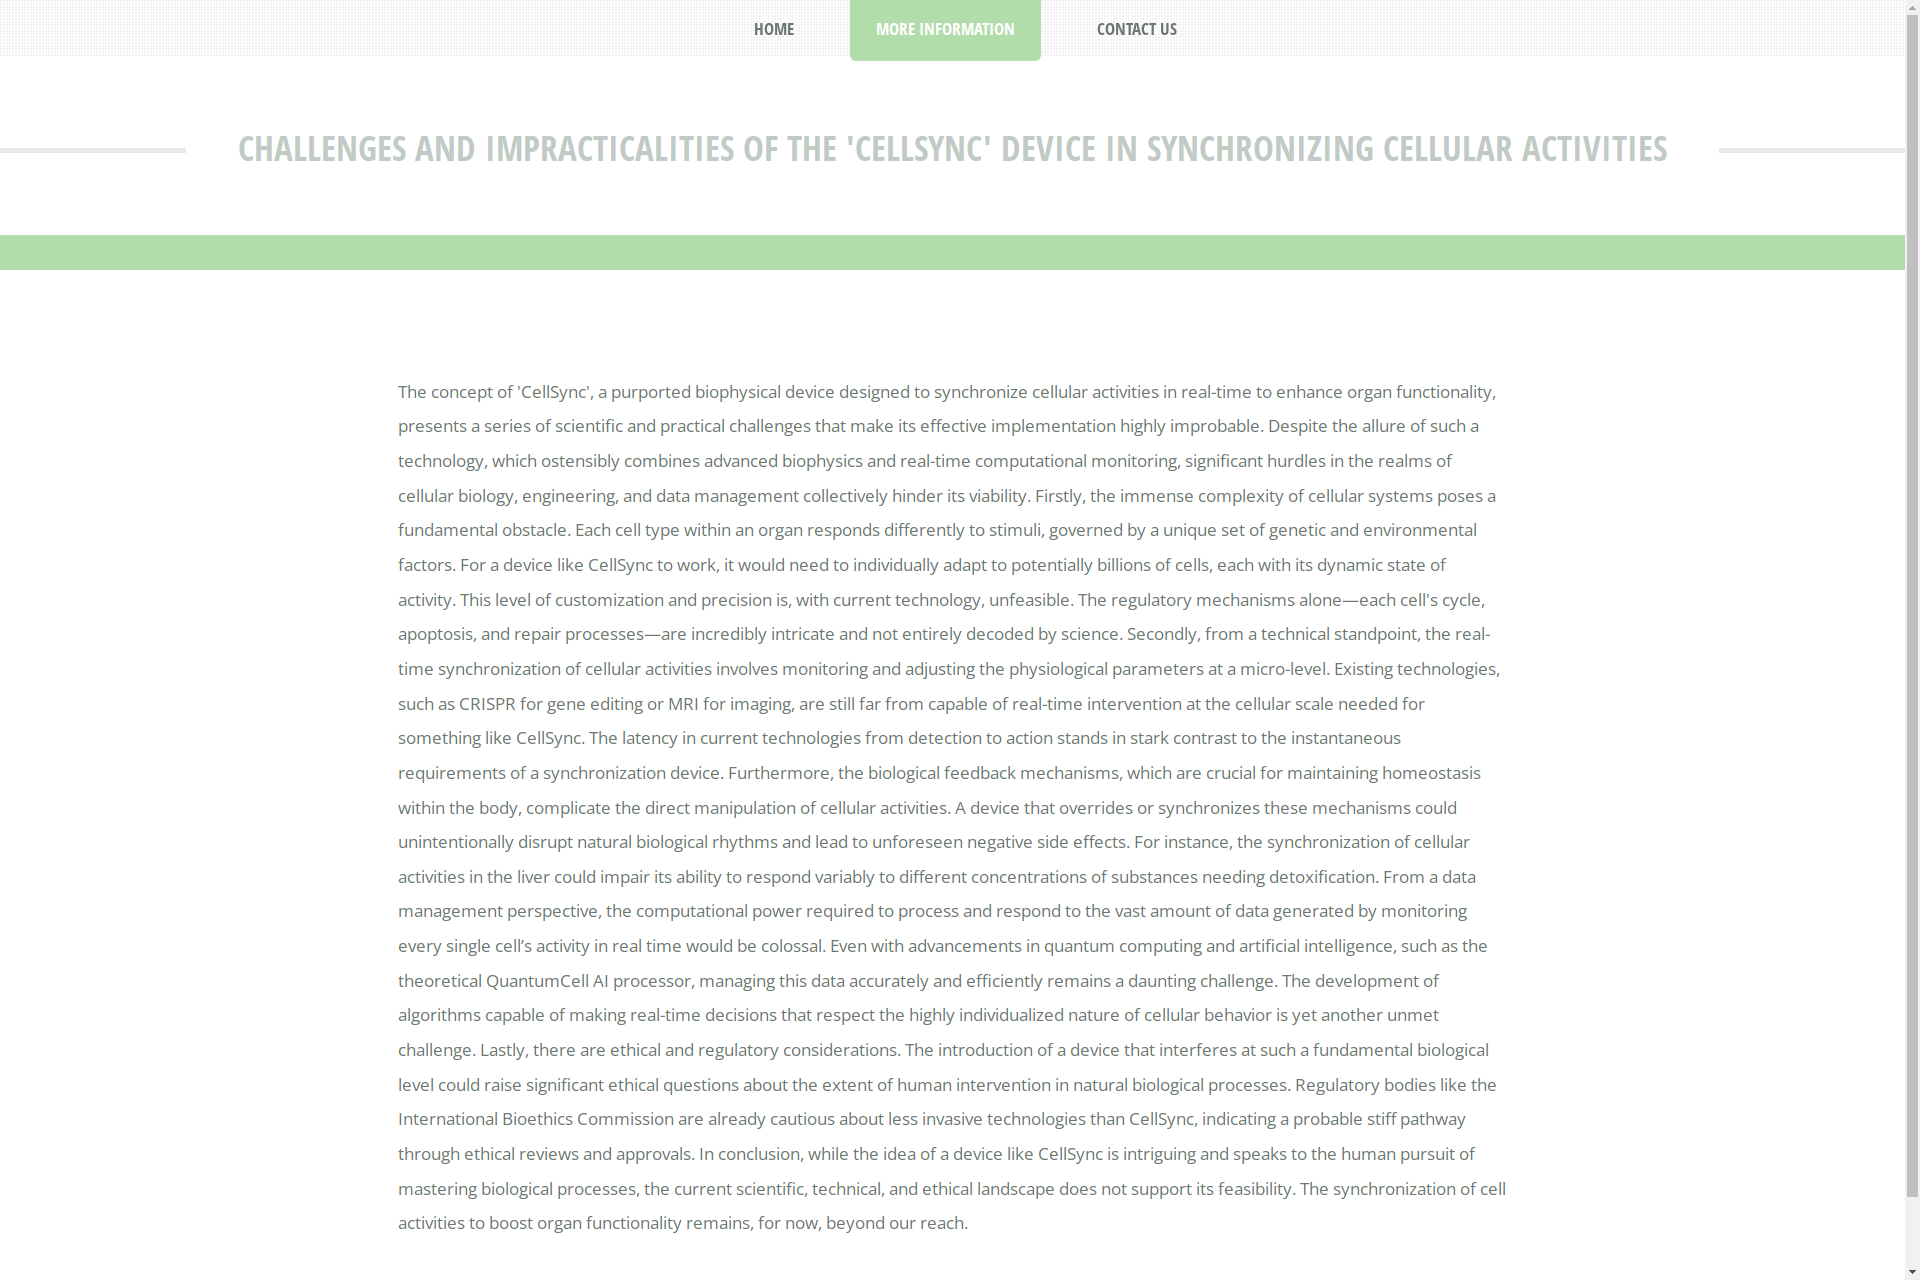 HOME
MORE INFORMATION
CONTACT US
CHALLENGES AND IMPRACTICALITIES OF THE 'CELLSYNC' DEVICE IN SYNCHRONIZING CELLULAR ACTIVITIES
The concept of 'CellSync', a purported biophysical device designed to synchronize cellular activities in real-time to enhance organ functionality,
presents a series of scientific and practical challenges that make its effective implementation highly improbable. Despite the allure of such a
technology, which ostensibly combines advanced biophysics and real-time computational monitoring, significant hurdles in the realms of
cellular biology, engineering, and data management collectively hinder its viability. Firstly, the immense complexity of cellular systems poses a
fundamental obstacle. Each cell type within an organ responds differently to stimuli, governed by a unique set of genetic and environmental
factors. For a device like CellSync to work, it would need to individually adapt to potentially billions of cells, each with its dynamic state of
activity. This level of customization and precision is, with current technology, unfeasible. The regulatory mechanisms alone—each cell's cycle,
apoptosis, and repair processes—are incredibly intricate and not entirely decoded by science. Secondly, from a technical standpoint, the real-
time synchronization of cellular activities involves monitoring and adjusting the physiological parameters at a micro-level. Existing technologies,
such as CRISPR for gene editing or MRI for imaging, are still far from capable of real-time intervention at the cellular scale needed for
something like CellSync. The latency in current technologies from detection to action stands in stark contrast to the instantaneous
requirements of a synchronization device. Furthermore, the biological feedback mechanisms, which are crucial for maintaining homeostasis
within the body, complicate the direct manipulation of cellular activities. A device that overrides or synchronizes these mechanisms could
unintentionally disrupt natural biological rhythms and lead to unforeseen negative side effects. For instance, the synchronization of cellular
activities in the liver could impair its ability to respond variably to different concentrations of substances needing detoxification. From a data
management perspective, the computational power required to process and respond to the vast amount of data generated by monitoring
every single cell’s activity in real time would be colossal. Even with advancements in quantum computing and artificial intelligence, such as the
theoretical QuantumCell AI processor, managing this data accurately and efficiently remains a daunting challenge. The development of
algorithms capable of making real-time decisions that respect the highly individualized nature of cellular behavior is yet another unmet
challenge. Lastly, there are ethical and regulatory considerations. The introduction of a device that interferes at such a fundamental biological
level could raise significant ethical questions about the extent of human intervention in natural biological processes. Regulatory bodies like the
International Bioethics Commission are already cautious about less invasive technologies than CellSync, indicating a probable stiff pathway
through ethical reviews and approvals. In conclusion, while the idea of a device like CellSync is intriguing and speaks to the human pursuit of
mastering biological processes, the current scientific, technical, and ethical landscape does not support its feasibility. The synchronization of cell
activities to boost organ functionality remains, for now, beyond our reach.